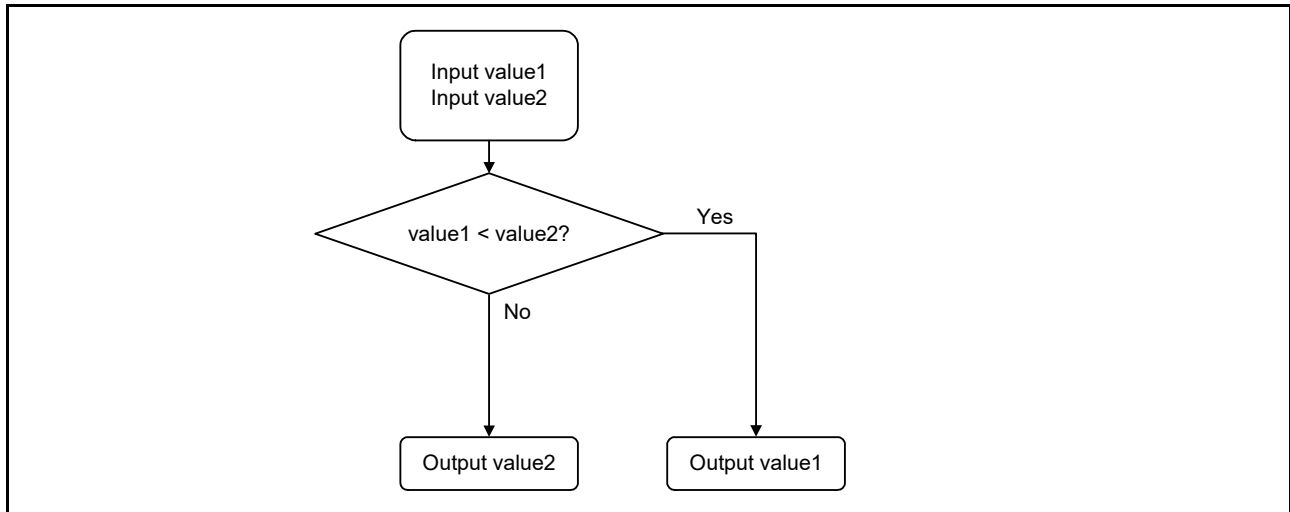 Input value1
Input value2
value1 < value2?
Yes
No
Output value2
Output value1